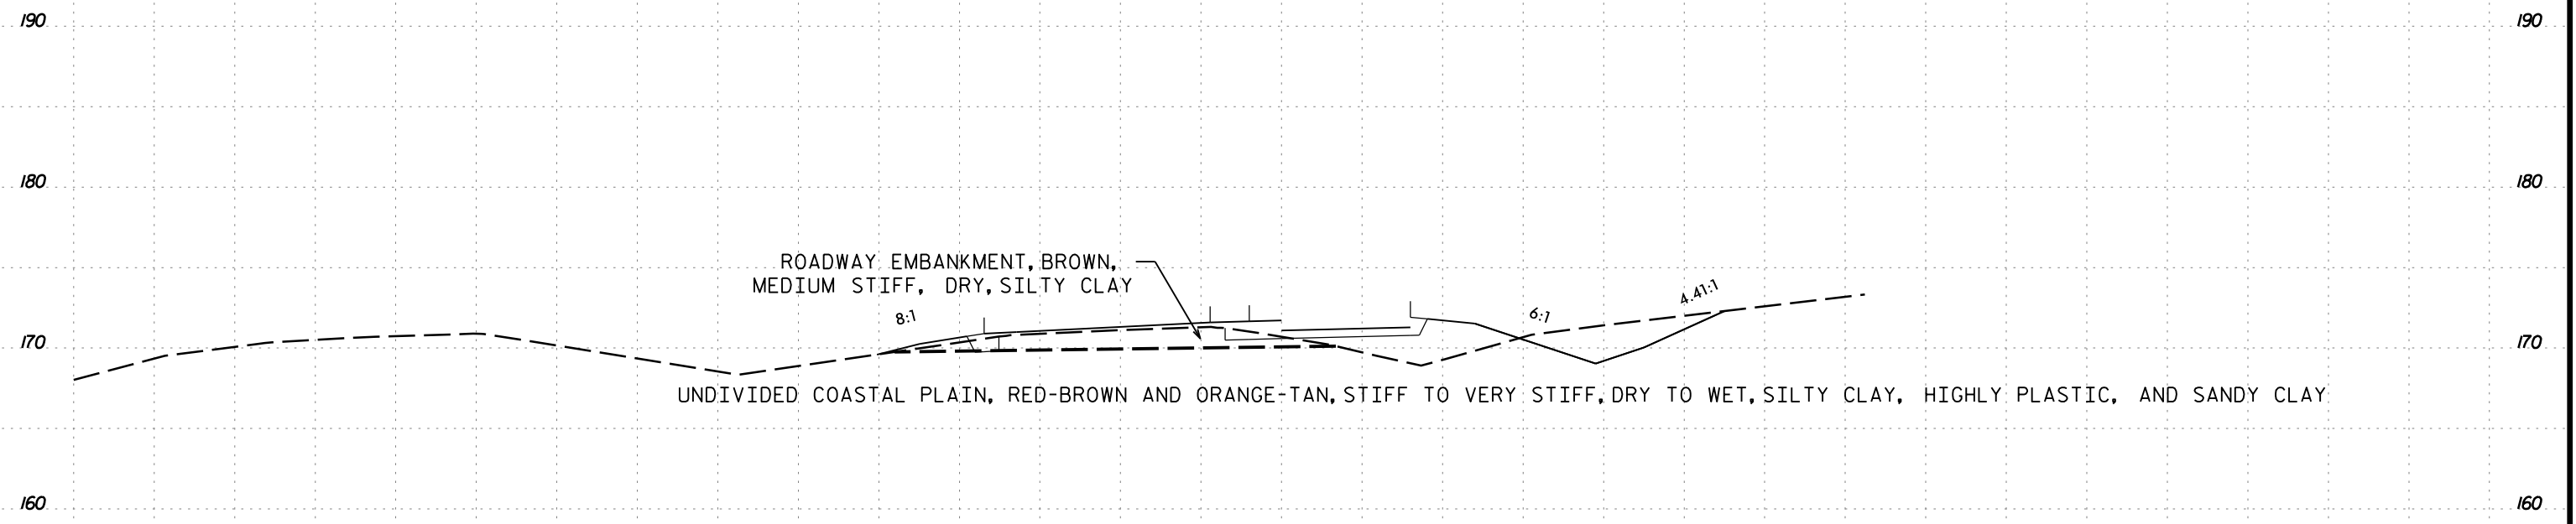 190 190
180 180
ROADWAY EMBANKMENT, BROWN,
MEDIUM STIFF, DRY, SILTY CLAY
8:1 6:1 4.41:1
170 170
UNDIVIDED COASTAL PLAIN, RED-BROWN AND ORANGE-TAN, STIFF TO VERY STIFF, DRY TO WET, SILTY CLAY, HIGHLY PLASTIC, AND SANDY CLAY
160 160